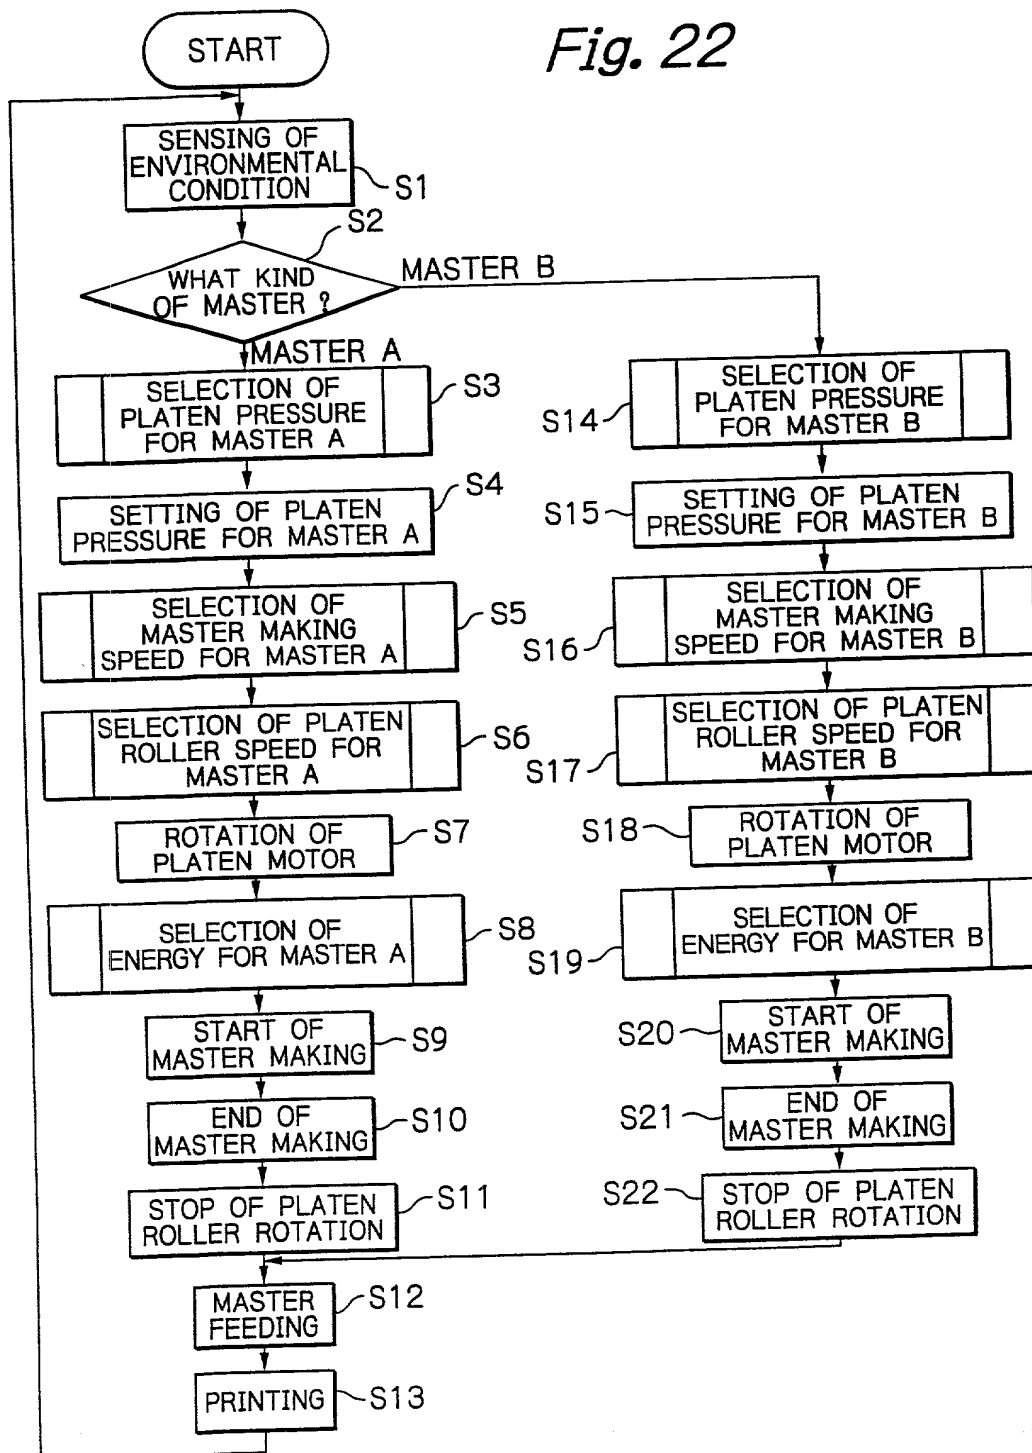 Fig. 22
START
SENSING OF
ENVIRONMENTAL
CONDITION
S1
S2
WHAT KIND
OF MASTER ?
MASTER B
MASTER A
SELECTION OF
PLATEN PRESSURE
FOR MASTER A
S3
SETTING OF PLATEN
PRESSURE FOR MASTER A
S4
SELECTION OF
MASTER MAKING
SPEED FOR MASTER A
S5
SELECTION OF PLATEN
ROLLER SPEED FOR
MASTER A
S6
ROTATION OF
PLATEN MOTOR
S7
SELECTION OF
ENERGY FOR MASTER A
S8
START OF
MASTER MAKING
S9
END OF
MASTER MAKING
S10
STOP OF PLATEN
ROLLER ROTATION
S11
MASTER
FEEDING
S12
PRINTING
S13
SELECTION OF
PLATEN PRESSURE
FOR MASTER B
S14
SETTING OF PLATEN
PRESSURE FOR MASTER B
S15
SELECTION OF
MASTER MAKING
SPEED FOR MASTER B
S16
SELECTION OF PLATEN
ROLLER SPEED FOR
MASTER B
S17
ROTATION OF
PLATEN MOTOR
S18
SELECTION OF
ENERGY FOR MASTER B
S19
START OF
MASTER MAKING
S20
END OF
MASTER MAKING
S21
STOP OF PLATEN
ROLLER ROTATION
S22